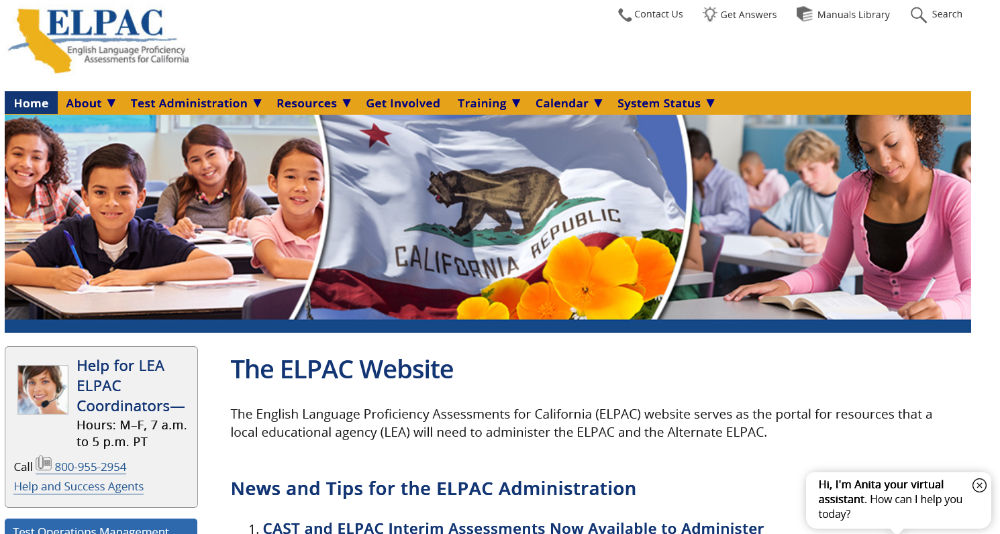 ELPAC
English Language Proficiency
Assessments for California
Contact Us
Get Answers
Manuals Library
Search
Home
About ▼
Test Administration ▼
Resources ▼
Get Involved
Training ▼
Calendar ▼
System Status ▼
CALIFORNIA REPUBLIC
Help for LEA
ELPAC
Coordinators—
Hours: M–F, 7 a.m.
to 5 p.m. PT
Call 800-955-2954
Help and Success Agents
Test Operations Management
The ELPAC Website
The English Language Proficiency Assessments for California (ELPAC) website serves as the portal for resources that a
local educational agency (LEA) will need to administer the ELPAC and the Alternate ELPAC.
News and Tips for the ELPAC Administration
1. CAST and ELPAC Interim Assessments Now Available to Administer
Hi, I'm Anita your virtual
assistant. How can I help you
today?